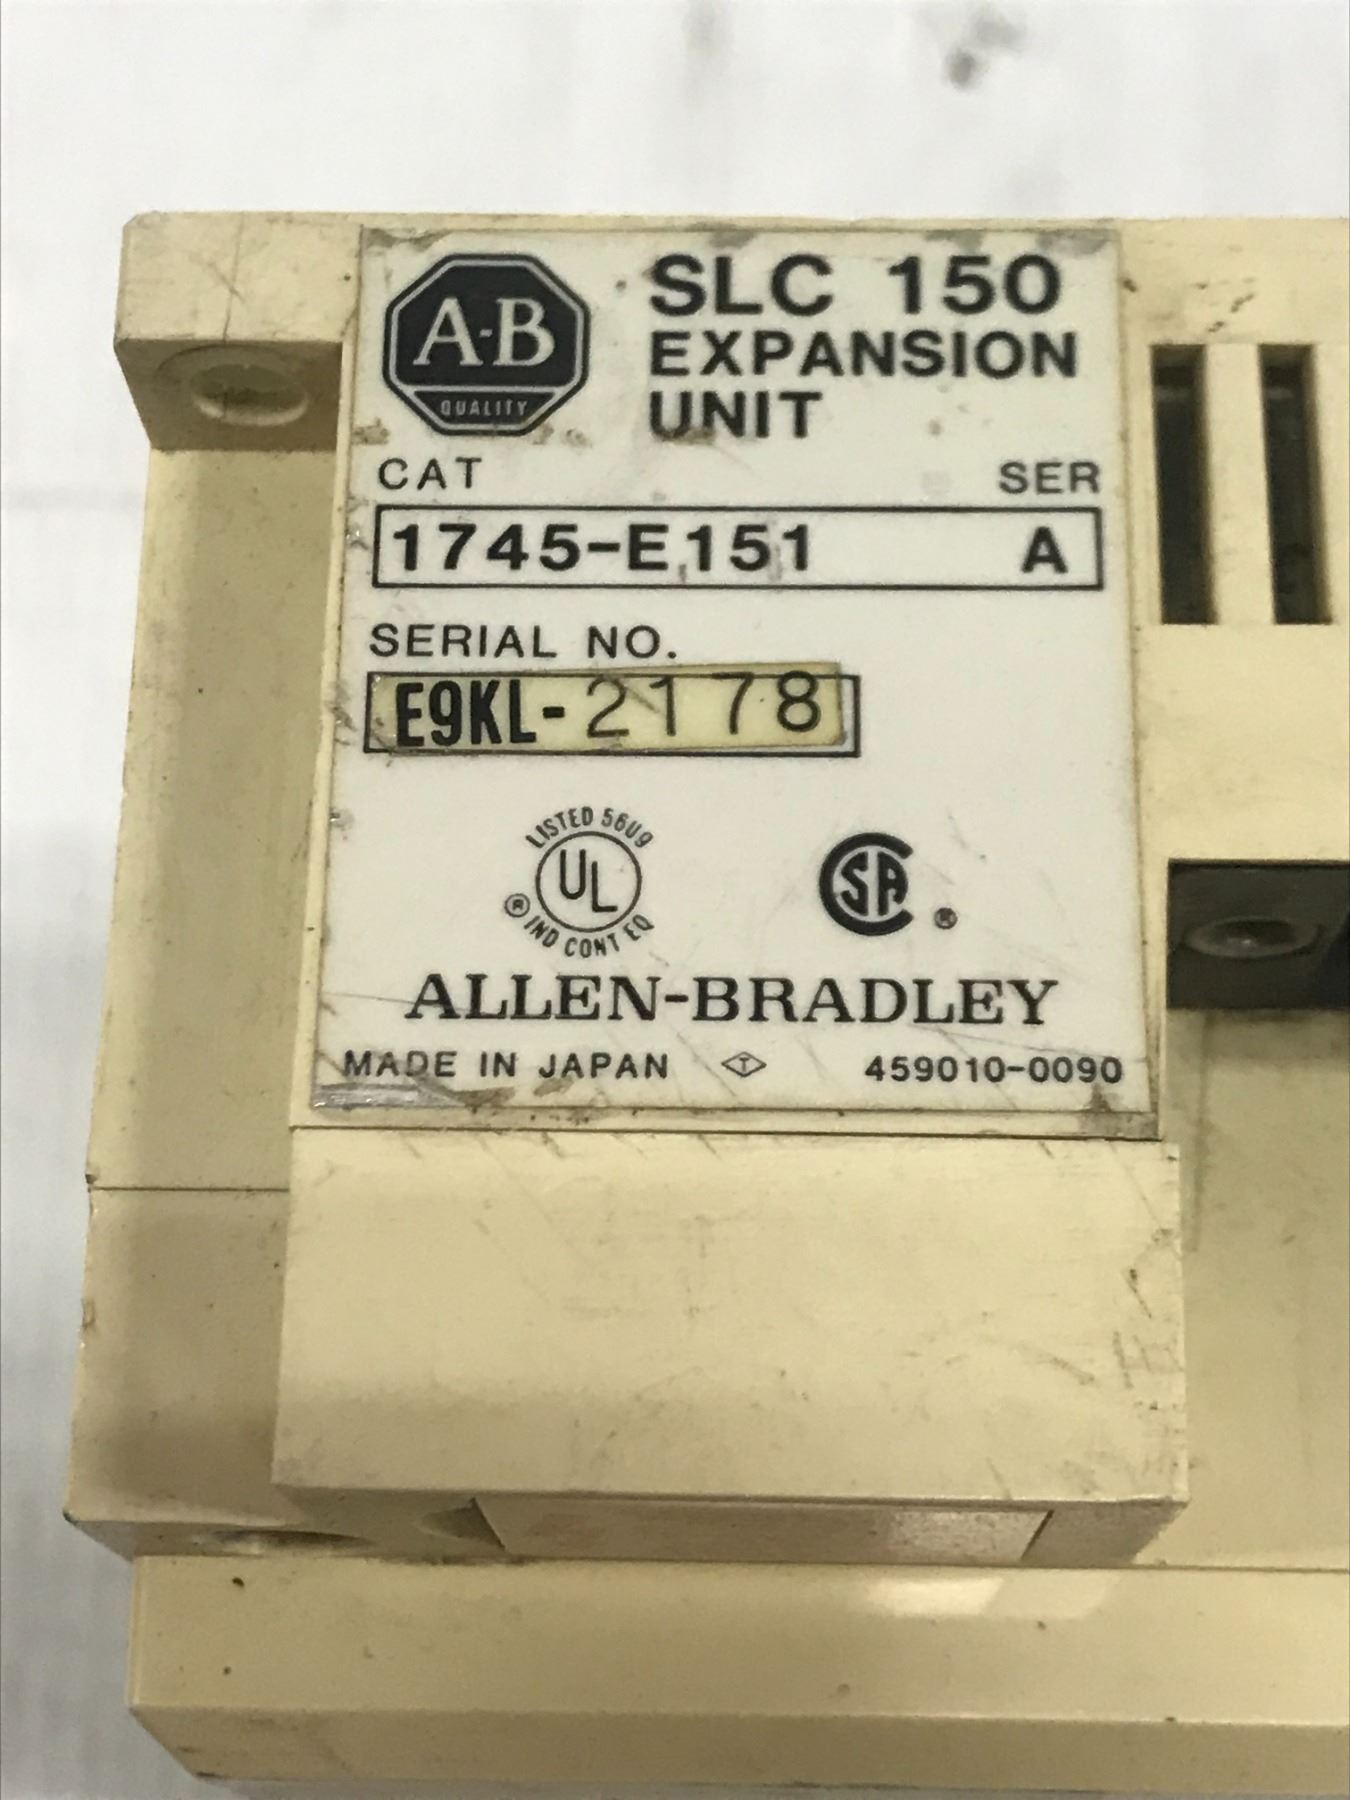 A-B
QUALITY
SLC 150
EXPANSION
UNIT
CAT SER
1745-E151 A
SERIAL NO.
E9KL-2178
LISTED 56U9
UL
®
IND CONT EQ
SA ®
ALLEN-BRADLEY
MADE IN JAPAN T 459010-0090